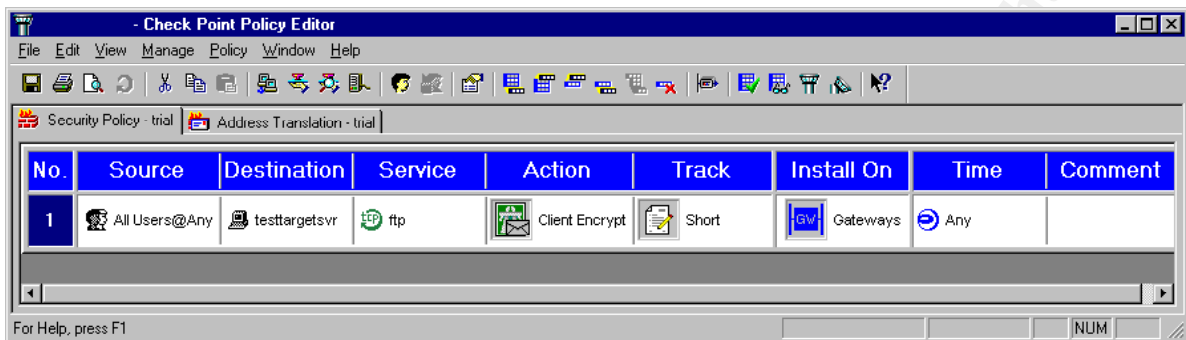 - Check Point Policy Editor
File Edit View Manage Policy Window Help
Security Policy - trial Address Translation - trial
No. Source Destination Service Action Track Install On Time Comment
1 All Users@Any testtargetsvr TCP ftp Client Encrypt Short GW Gateways Any
For Help, press F1 NUM